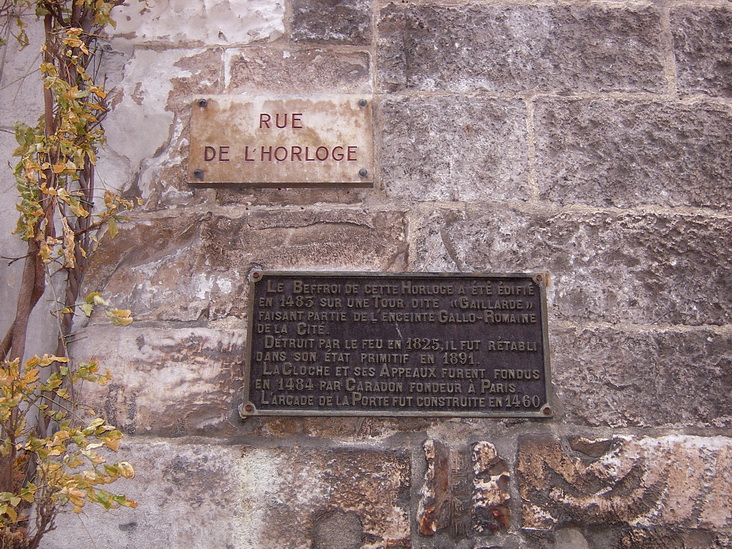 RUE
DE L'HORLOGE
LE BEFFROI DE CETTE HORLOGE A ÉTÉ ÉDIFIÉ
EN 1483 SUR UNE TOUR DITE «GAILLARDE»
FAISANT PARTIE DE L'ENCEINTE GALLO-ROMAINE
DE LA CITÉ.
DÉTRUIT PAR LE FEU EN 1823, IL FUT RÉTABLI
DANS SON ÉTAT PRIMITIF EN 1891.
LA CLOCHE ET SES APPEAUX FURENT FONDUS
EN 1484 PAR CARADON FONDEUR À PARIS.
L'ARCADE DE LA PORTE FUT CONSTRUITE EN 1460